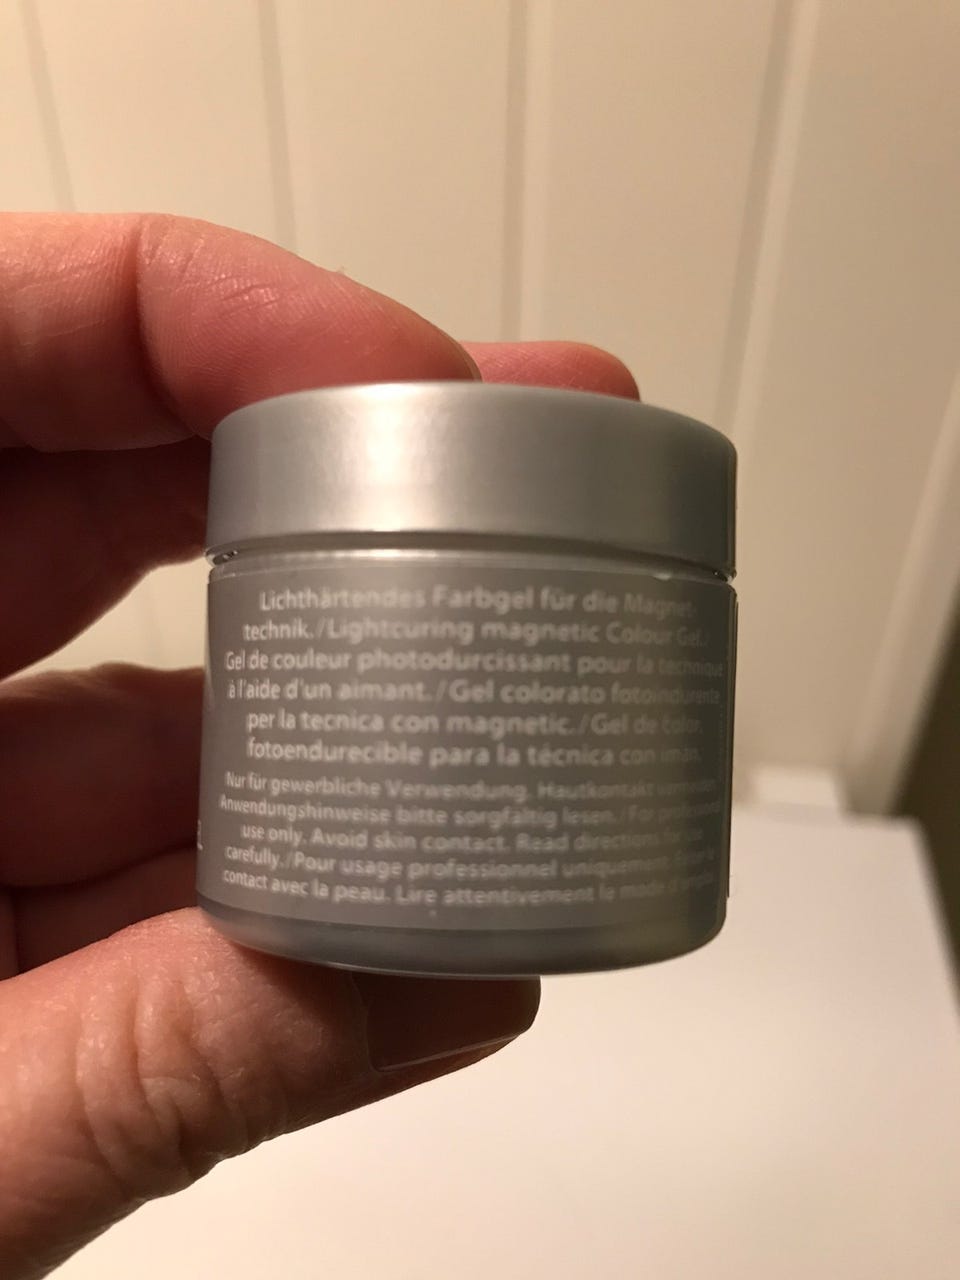 Lichthärtendes Farbgel für die Magnet-
technik./Lightcuring magnetic Colour Gel./
Gel de couleur photodurcissant pour la technique
à l'aide d'un aimant./Gel colorato fotoindurente
per la tecnica con magnetic./Gel de color
fotoendurecible para la técnica con imán.
Nur für gewerbliche Verwendung. Hautkontakt vermeiden.
Anwendungshinweise bitte sorgfältig lesen./For professional
use only. Avoid skin contact. Read directions for use
carefully./Pour usage professionnel uniquement.
contact avec la peau. Lire attentivement le mode d'emploi